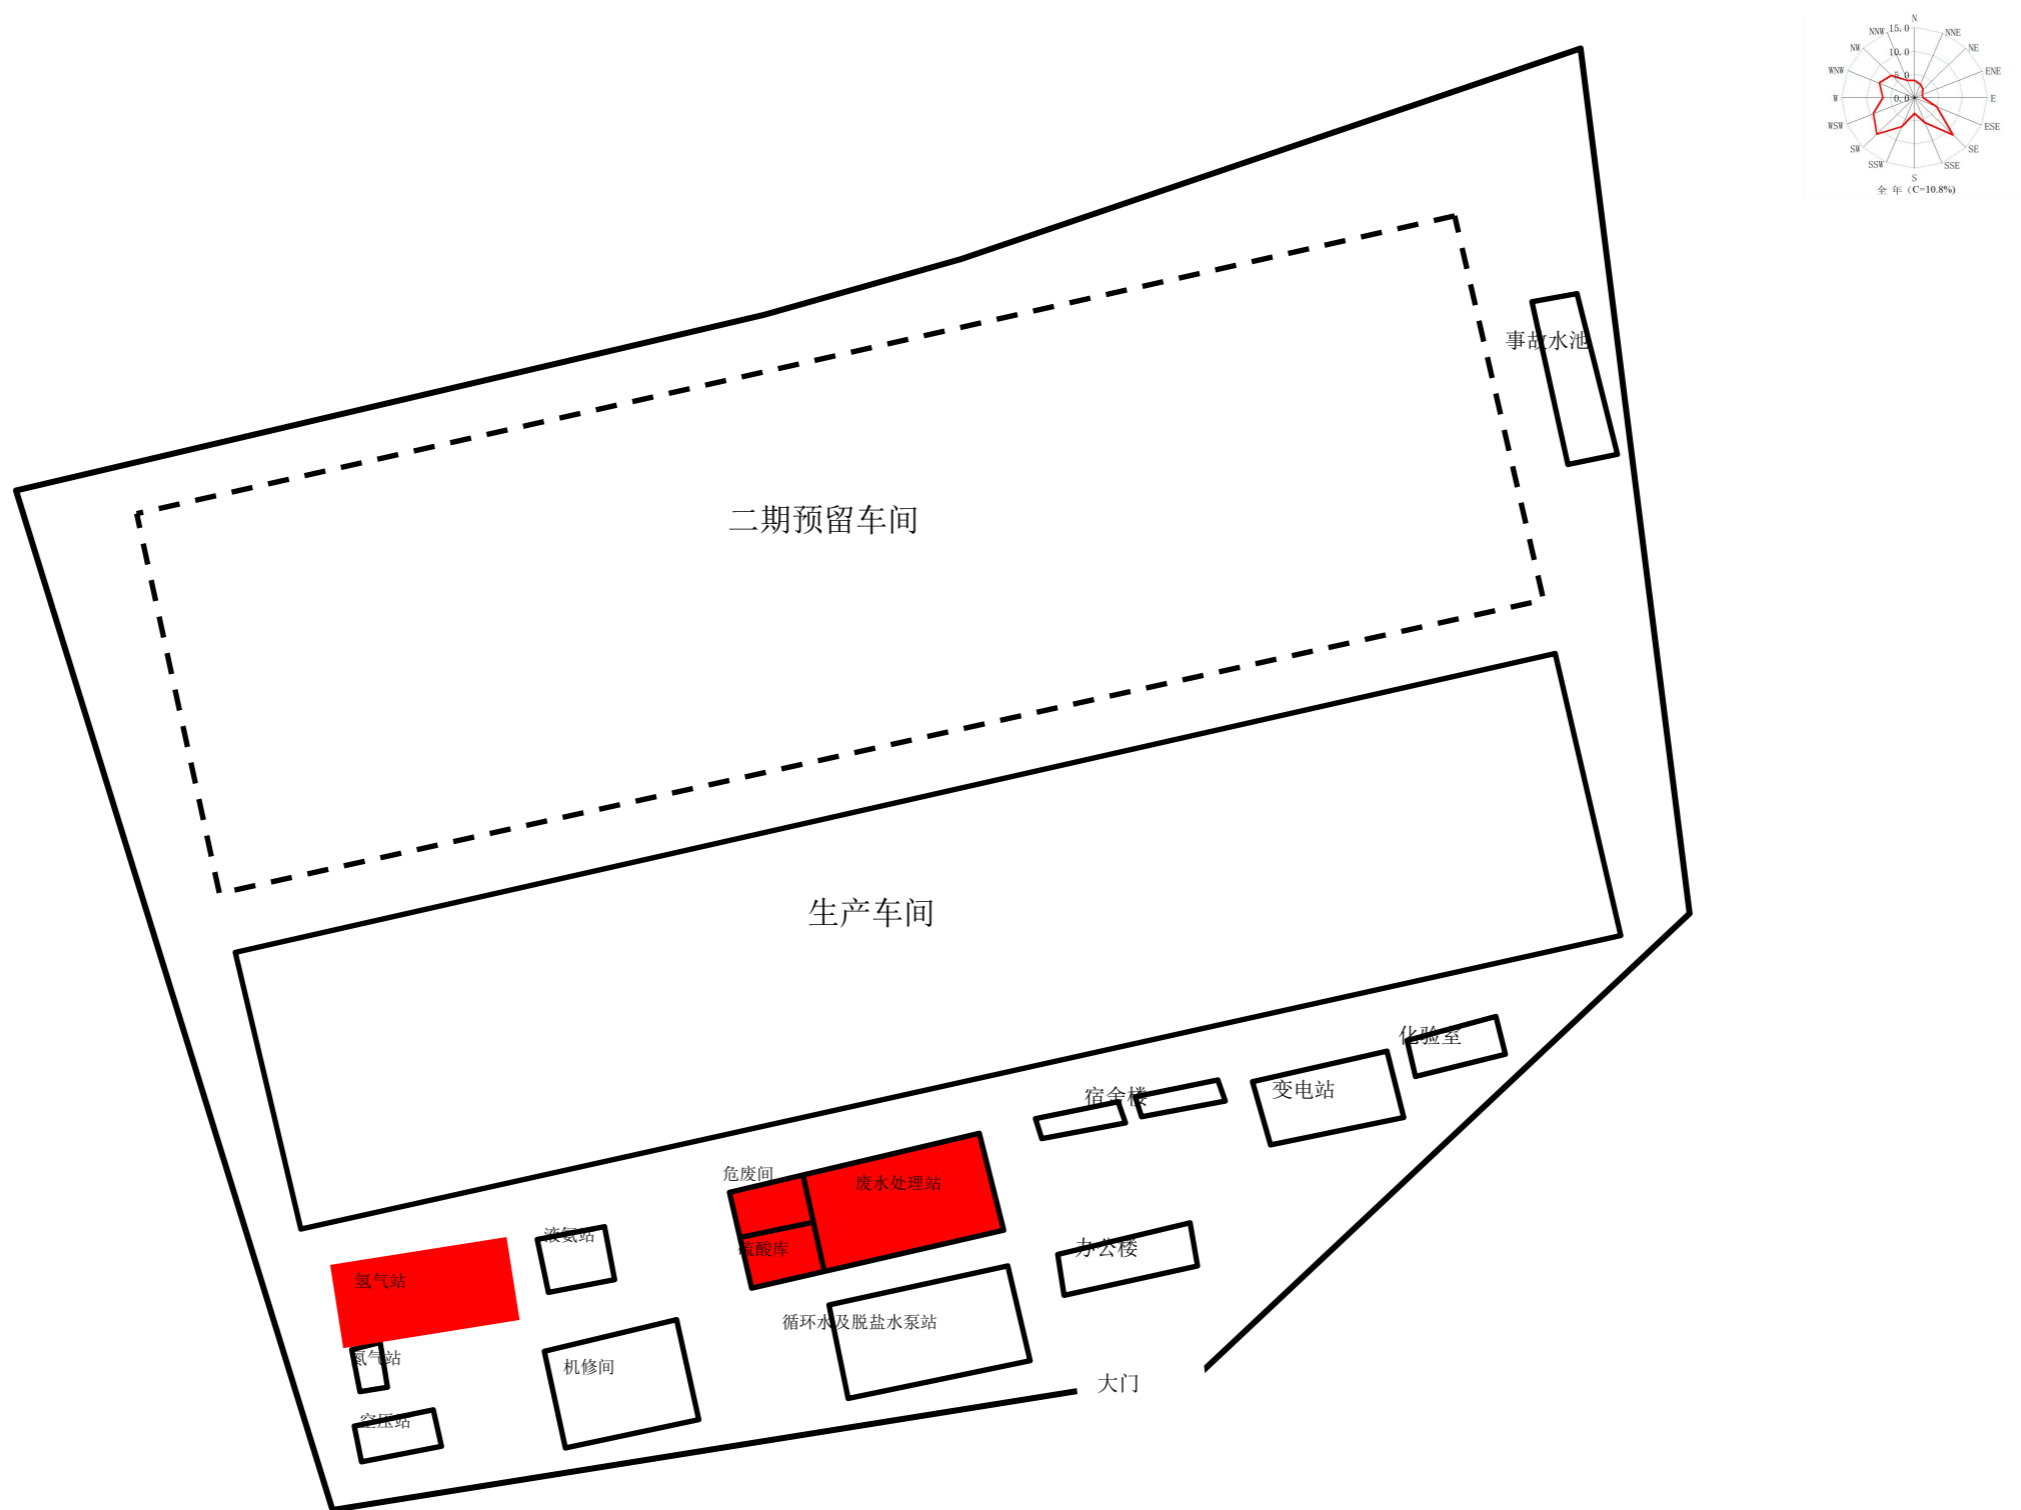 N
NNW
15.0
NNE
NW
10.0
NE
WNW
5.0
ENE
W
0.0
E
WSW
ESE
SW
SE
SSW
SSE
S
全 年 (C=10.8%)
事故水池
二期预留车间
生产车间
化验室
变电站
宿舍楼
危废间
废水处理站
液氨站
硫酸库
办公楼
氢气站
循环水及脱盐水泵站
氮气站
机修间
大门
空压站